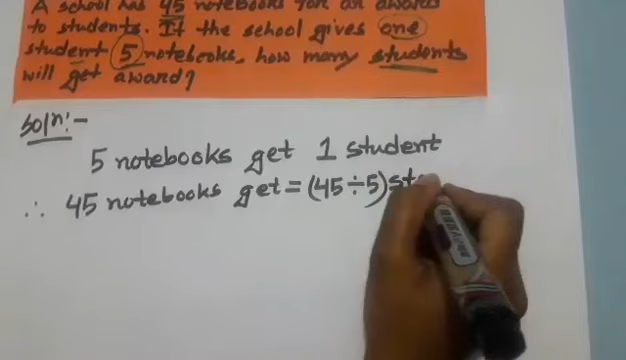 A school has 45 notebooks for an award
to students. If the school gives one
student 5 notebooks, how many students
will get award?
Solⁿ:-
5 notebooks get 1 student
∴ 45 notebooks get = (45÷5)st